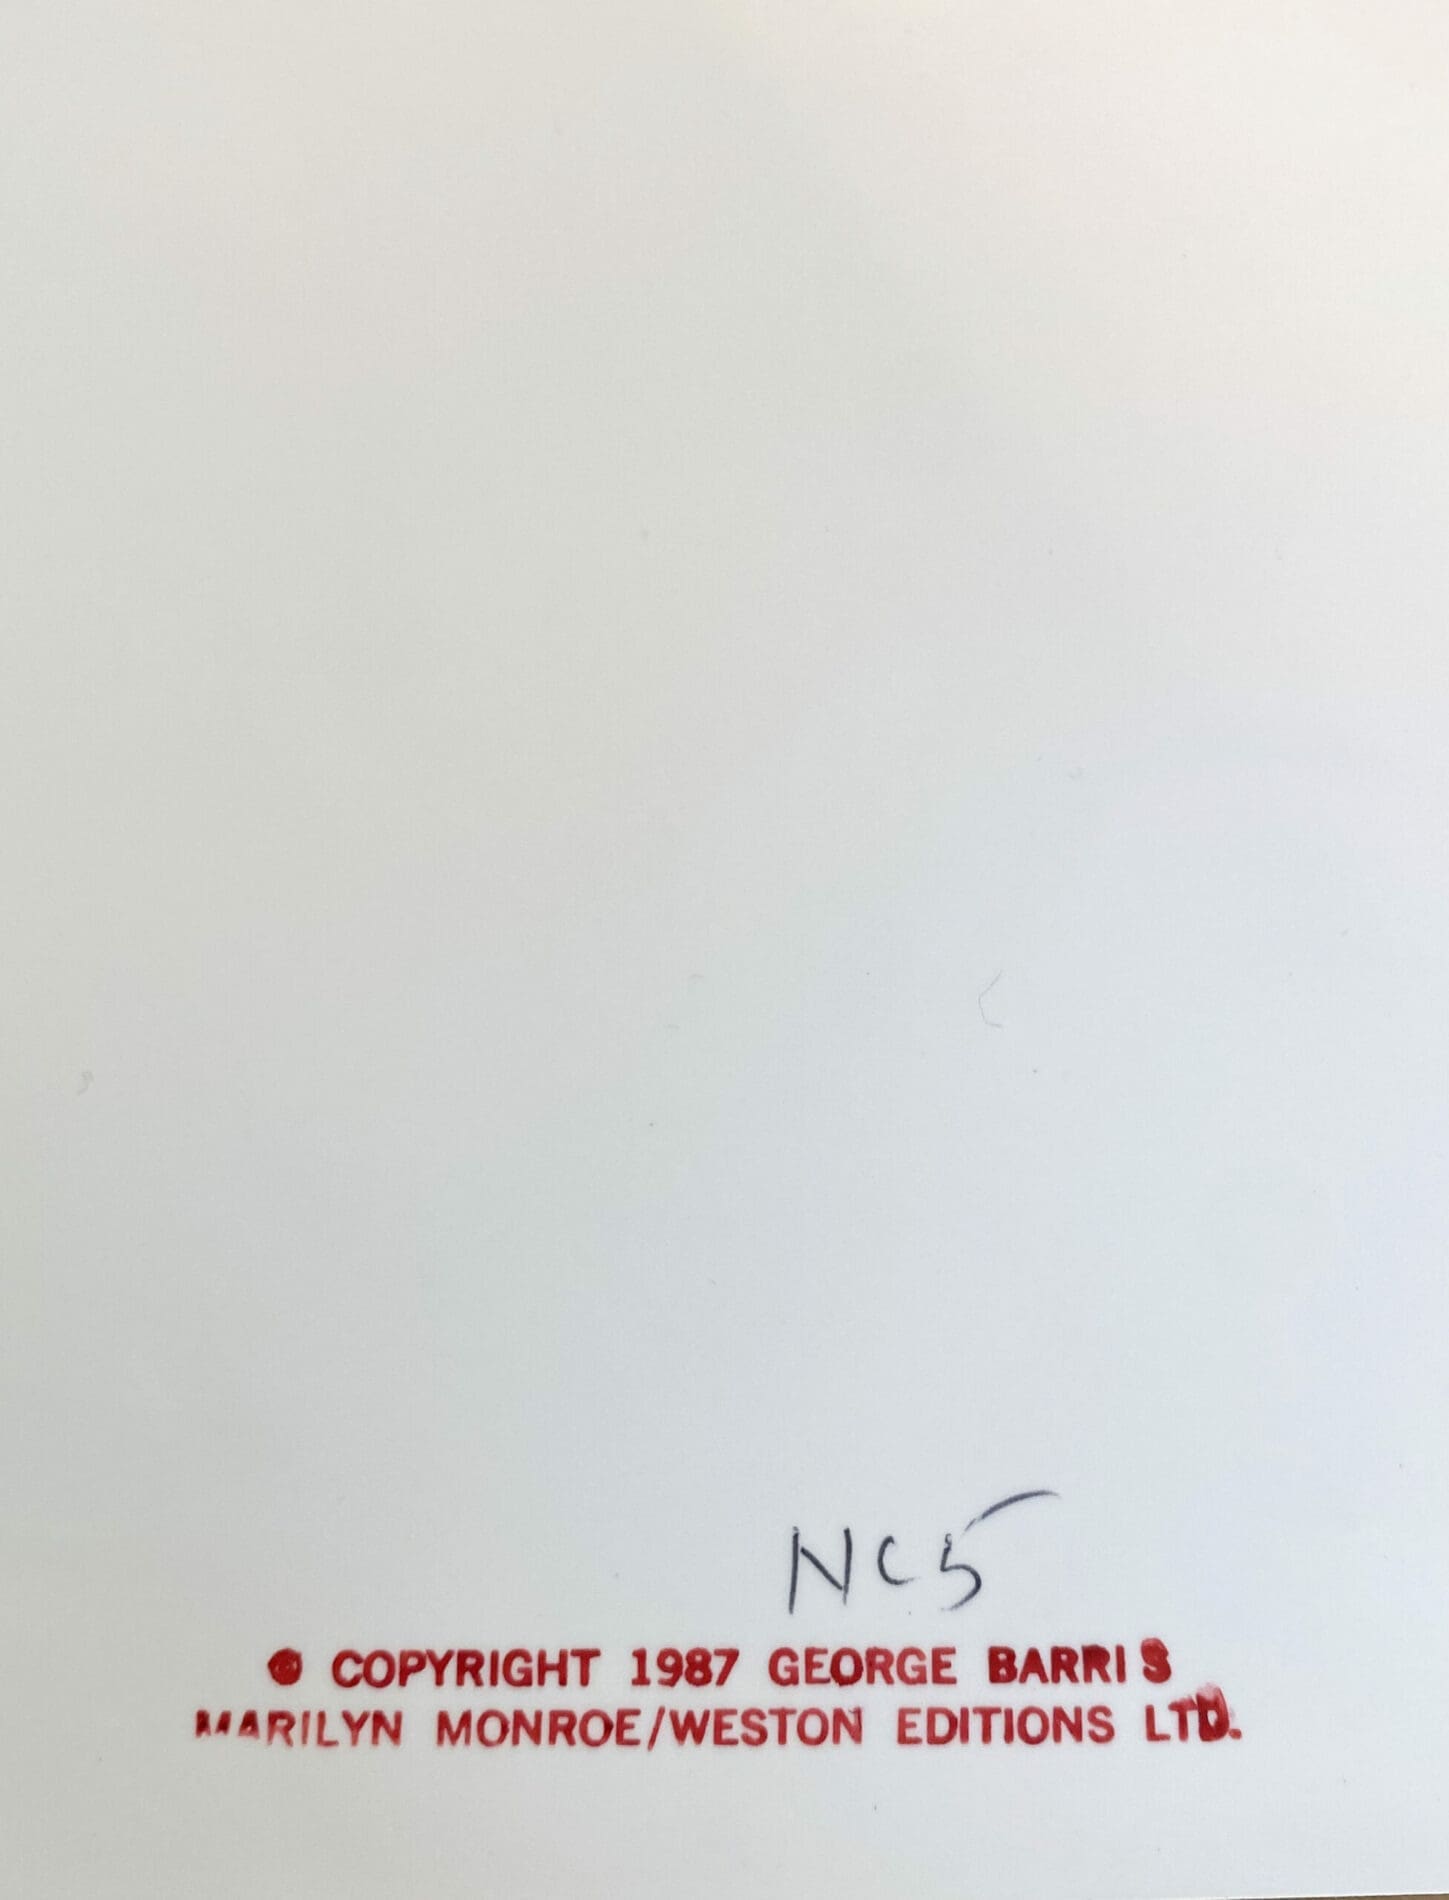 NC5
© COPYRIGHT 1987 GEORGE BARRIS
MARILYN MONROE/WESTON EDITIONS LTD.